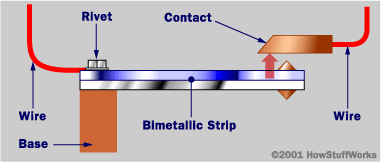 Rivet
Contact
Wire
Wire
Bimetallic Strip
Base
©2001 HowStuffWorks